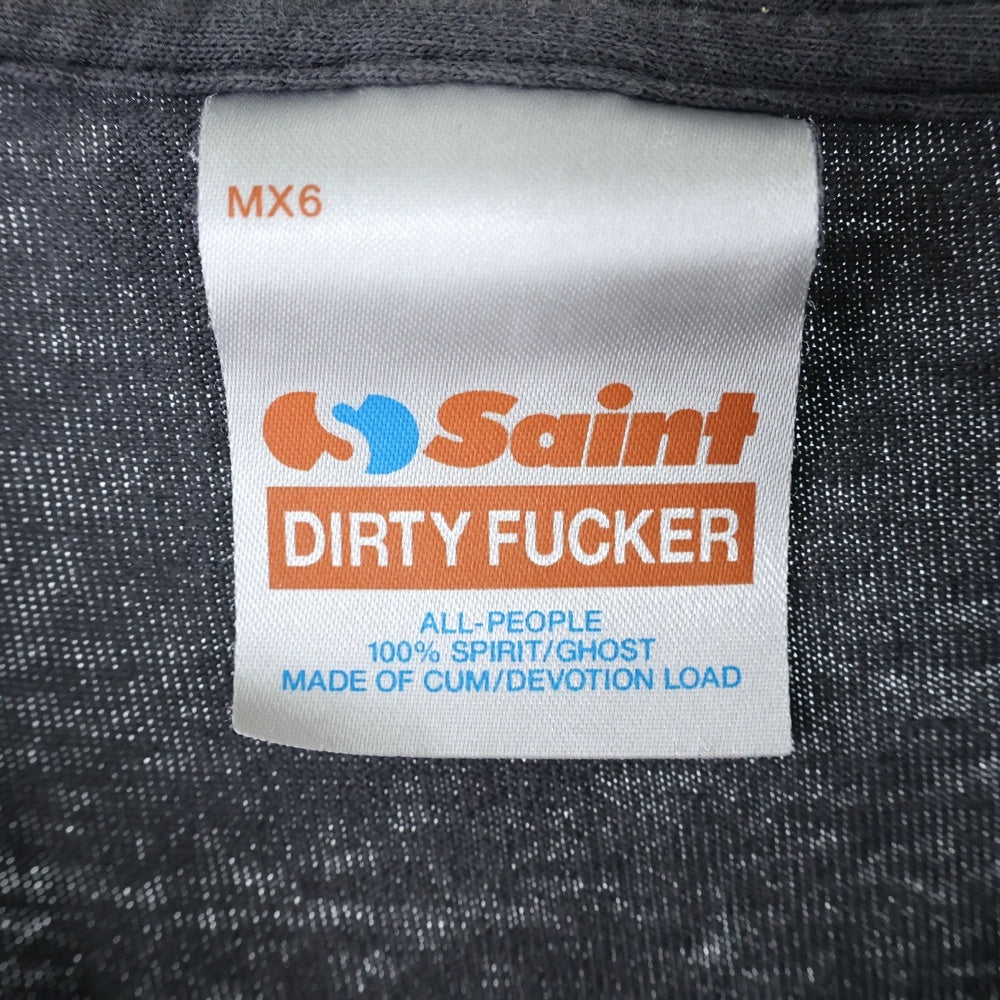 MX6
Saint
DIRTY FUCKER
ALL-PEOPLE
100% SPIRIT/GHOST
MADE OF CUM/DEVOTION LOAD